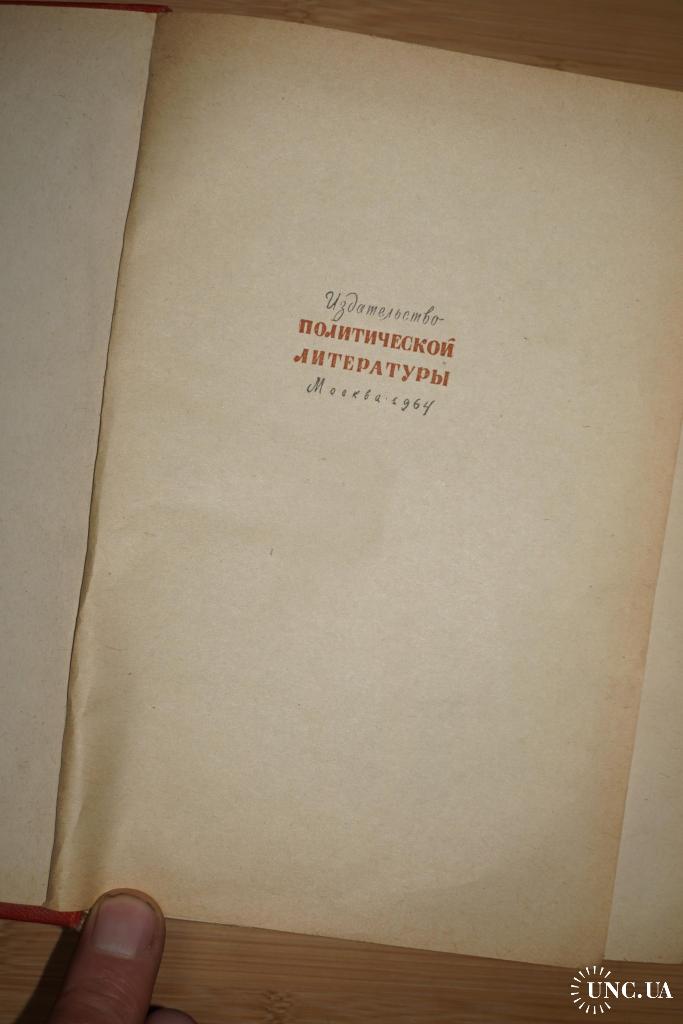 Издательство
ПОЛИТИЧЕСКОЙ
ЛИТЕРАТУРЫ
Москва·1964
UNC.UA